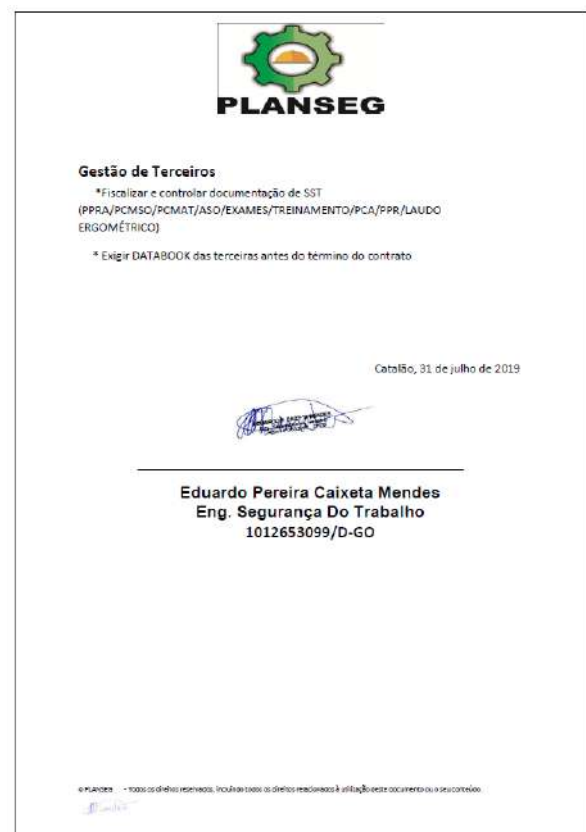 PLANSEG
Gestão de Terceiros
*Fiscalizar e controlar documentação de SST
(PPRA/PCMSO/PCMAT/ASO/EXAMES/TREINAMENTO/PCA/PPR/LAUDO
ERGOMÉTRICO)
* Exigir DATABOOK das terceiras antes do término do contrato
Catalão, 31 de julho de 2019
Eduardo Pereira Caixeta Mendes
Eng. Segurança Do Trabalho
1012653099/D-GO
© PLANSEG - Todos os direitos reservados, incluindo todos os direitos relacionados à utilização deste documento ou o seu conteúdo.